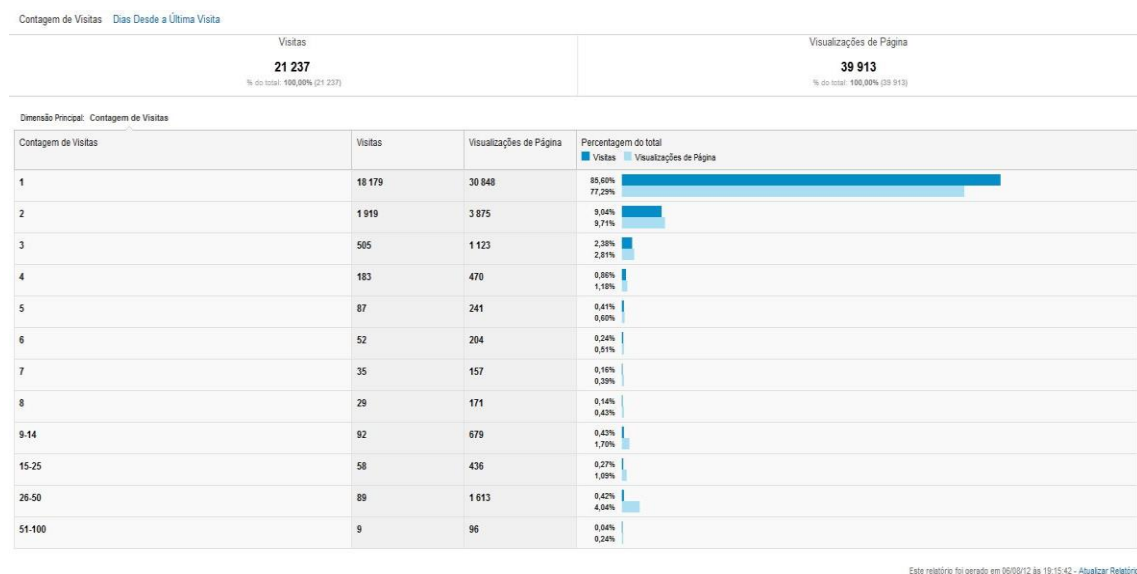 Contagem de Visitas Dias Desde a Última Visita
Visitas Visualizações de Página
21 237 39 913
% do total: 100,00% (21 237) % do total: 100,00% (39 913)
Dimensão Principal: Contagem de Visitas
Contagem de Visitas Visitas Visualizações de Página Percentagem do total
Visitas Visualizações de Página
1 18 179 30 848 85,60%
77,29%
2 1 919 3 875 9,04%
9,71%
3 505 1 123 2,38%
2,81%
4 183 470 0,86%
1,18%
5 87 241 0,41%
0,60%
6 52 204 0,24%
0,51%
7 35 157 0,16%
0,39%
8 29 171 0,14%
0,43%
9-14 92 679 0,43%
1,70%
15-25 58 436 0,27%
1,09%
26-50 89 1 613 0,42%
4,04%
51-100 9 96 0,04%
0,24%
Este relatório foi gerado em 06/08/12 às 19:15:42 - Atualizar Relatório